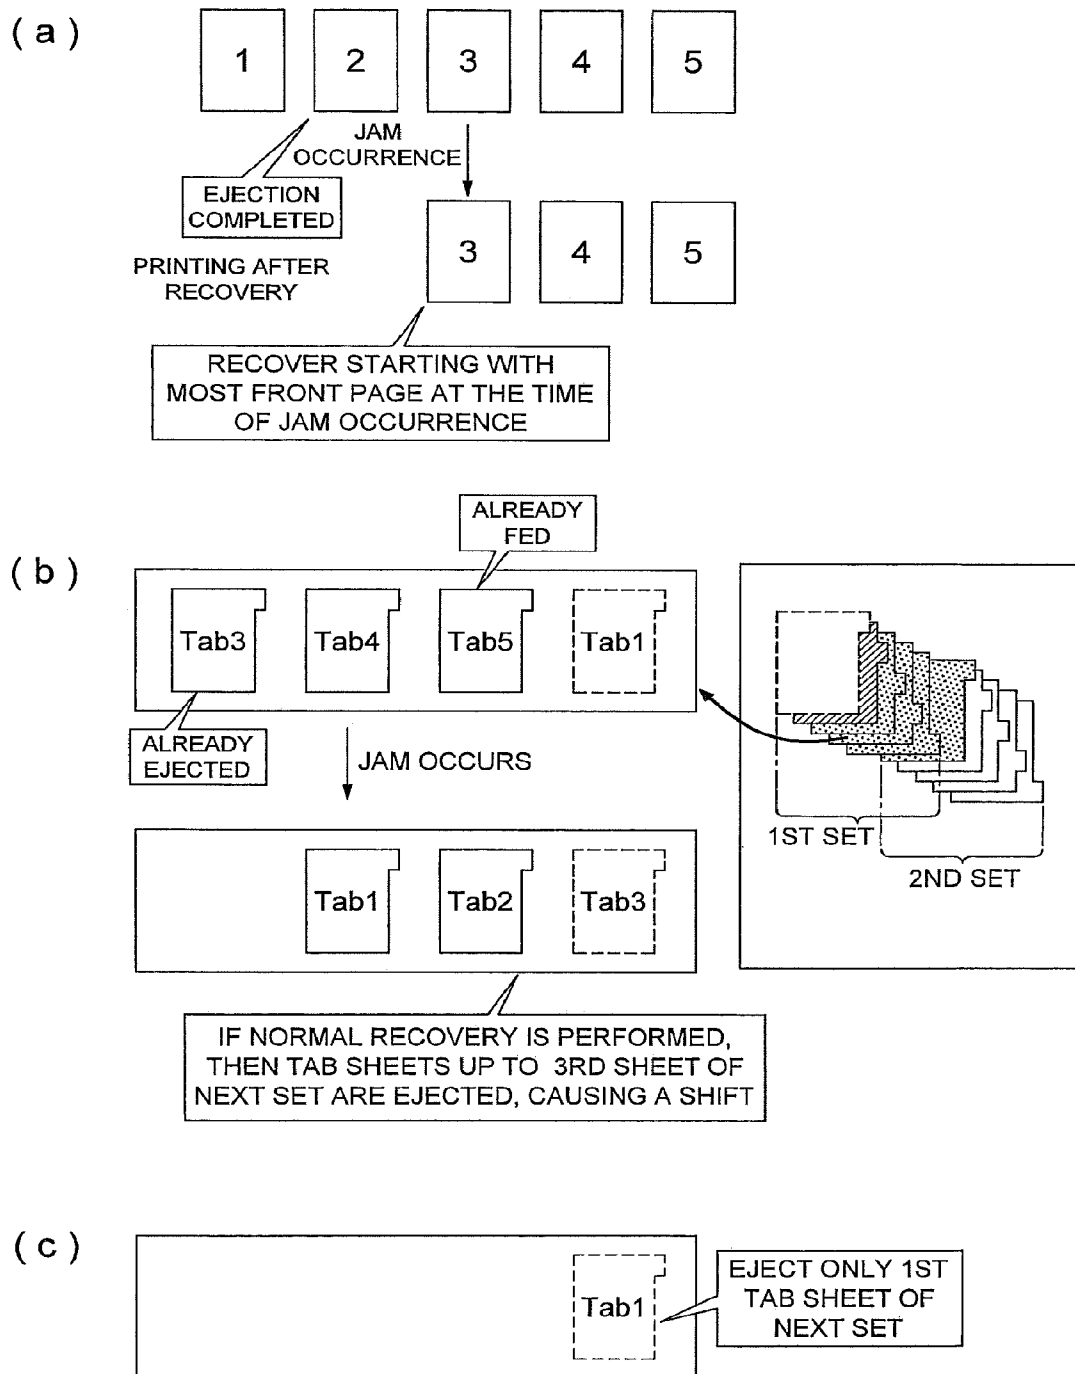 (a)
1 2 3 4 5
JAM
OCCURRENCE
EJECTION
COMPLETED
3 4 5
PRINTING AFTER
RECOVERY
RECOVER STARTING WITH
MOST FRONT PAGE AT THE TIME
OF JAM OCCURRENCE
ALREADY
FED
(b)
Tab3 Tab4 Tab5 Tab1
ALREADY
EJECTED
JAM OCCURS
1ST SET
2ND SET
Tab1 Tab2 Tab3
IF NORMAL RECOVERY IS PERFORMED,
THEN TAB SHEETS UP TO 3RD SHEET OF
NEXT SET ARE EJECTED, CAUSING A SHIFT
(c)
Tab1
EJECT ONLY 1ST
TAB SHEET OF
NEXT SET